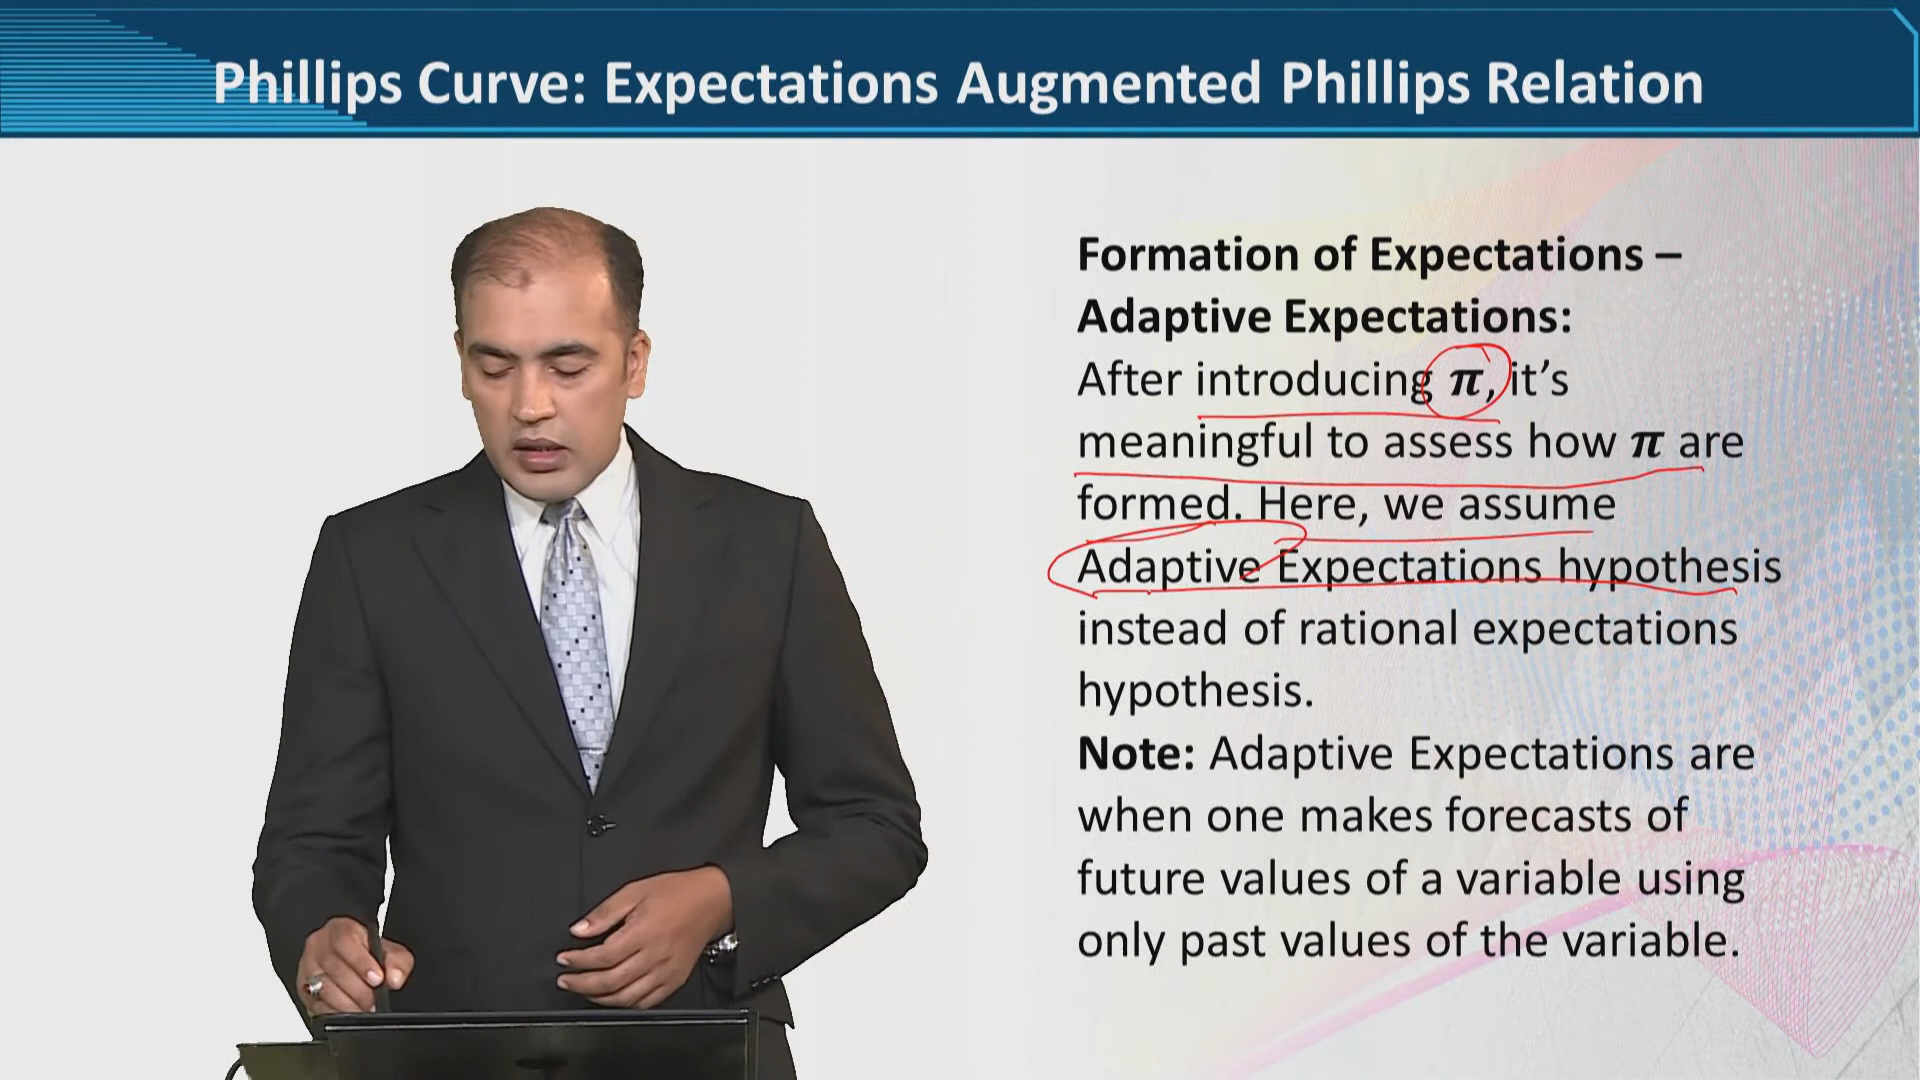 Phillips Curve: Expectations Augmented Phillips Relation
Formation of Expectations –
Adaptive Expectations:
After introducing π, it’s
meaningful to assess how π are
formed. Here, we assume
Adaptive Expectations hypothesis
instead of rational expectations
hypothesis.
Note: Adaptive Expectations are
when one makes forecasts of
future values of a variable using
only past values of the variable.